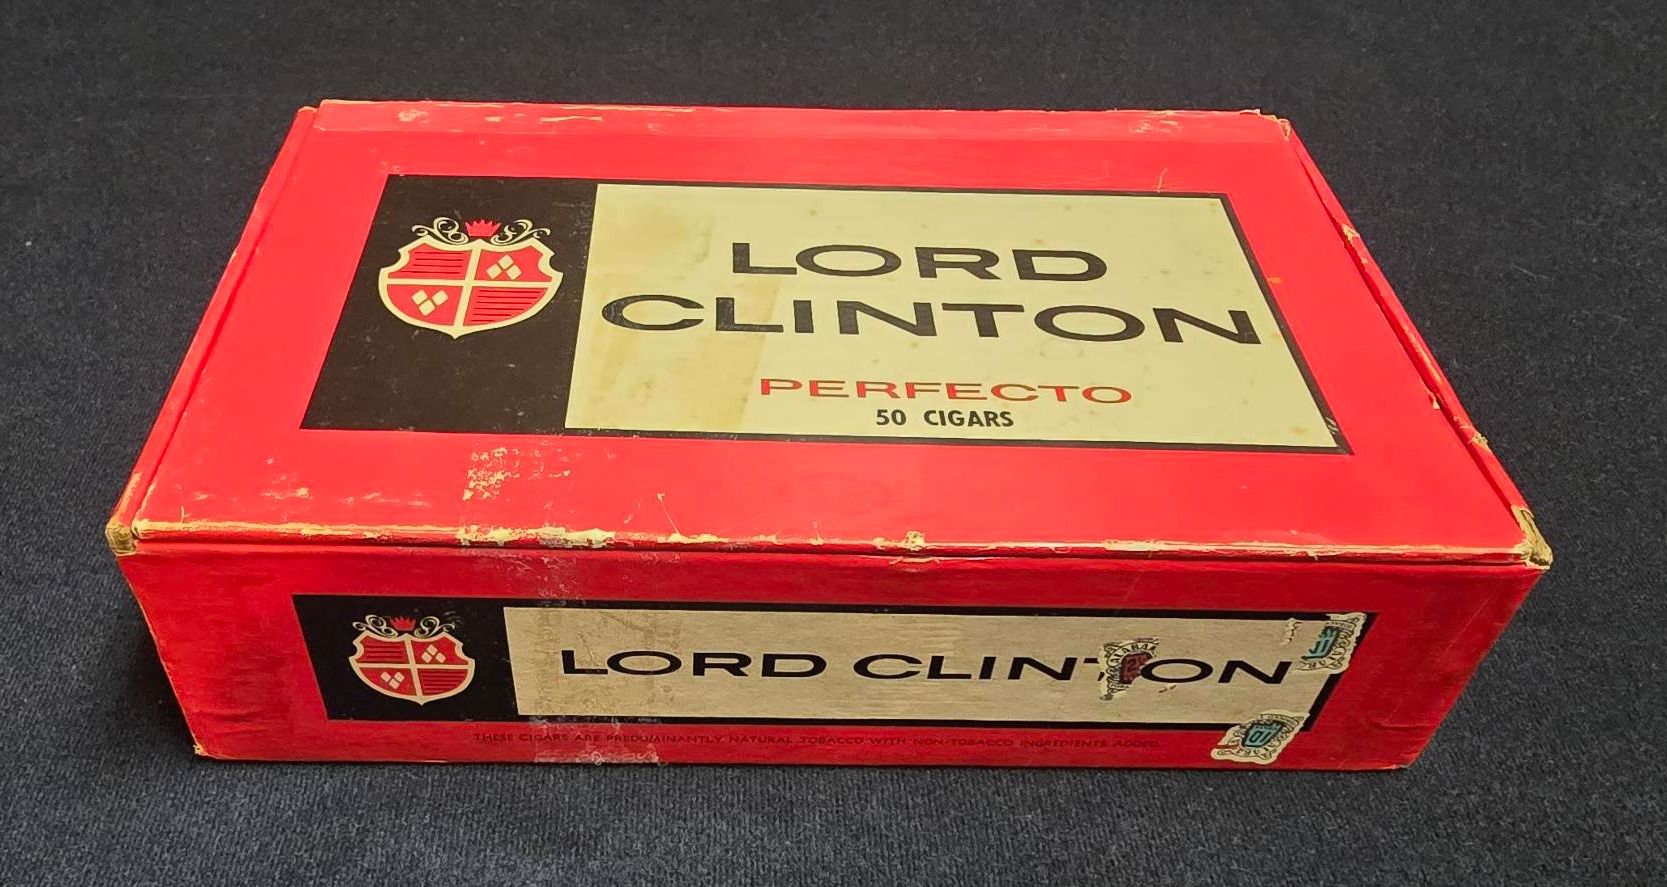 LORD
CLINTON
PERFECTO
50 CIGARS
LORD CLINTON
THESE CIGARS ARE PREDOMINANTLY NATURAL TOBACCO WITH NON-TOBACCO INGREDIENTS ADDED.